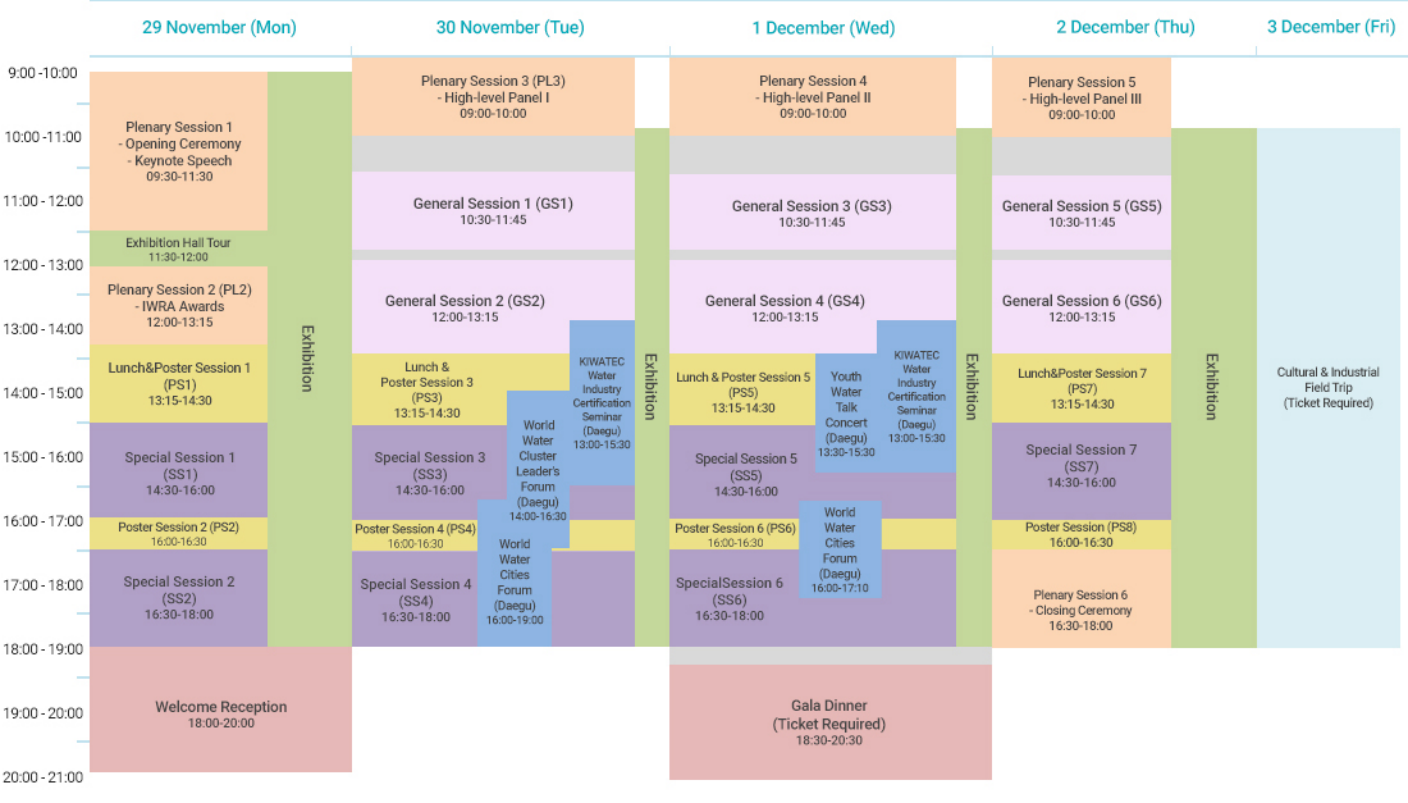 29 November (Mon)
30 November (Tue)
1 December (Wed)
2 December (Thu)
3 December (Fri)
9:00 -10:00
10:00 -11:00
11:00 - 12:00
12:00 - 13:00
13:00 - 14:00
14:00 - 15:00
15:00 - 16:00
16:00 - 17:00
17:00 - 18:00
18:00 - 19:00
19:00 - 20:00
20:00 - 21:00
Plenary Session 1
- Opening Ceremony
- Keynote Speech
09:30-11:30
Exhibition Hall Tour
11:30-12:00
Plenary Session 2 (PL2)
- IWRA Awards
12:00-13:15
Lunch&Poster Session 1
(PS1)
13:15-14:30
Special Session 1
(SS1)
14:30-16:00
Poster Session 2 (PS2)
16:00-16:30
Special Session 2
(SS2)
16:30-18:00
Exhibition
Welcome Reception
18:00-20:00
Plenary Session 3 (PL3)
- High-level Panel I
09:00-10:00
General Session 1 (GS1)
10:30-11:45
General Session 2 (GS2)
12:00-13:15
Lunch &
Poster Session 3
(PS3)
13:15-14:30
Special Session 3
(SS3)
14:30-16:00
Poster Session 4 (PS4)
16:00-16:30
Special Session 4
(SS4)
16:30-18:00
World
Water
Cluster
Leader's
Forum
(Daegu)
14:00-16:30
World
Water
Cities
Forum
(Daegu)
16:00-19:00
KIWATEC
Water
Industry
Certification
Seminar
(Daegu)
13:00-15:30
Exhibition
Plenary Session 4
- High-level Panel II
09:00-10:00
General Session 3 (GS3)
10:30-11:45
General Session 4 (GS4)
12:00-13:15
Lunch & Poster Session 5
(PS5)
13:15-14:30
Special Session 5
(SS5)
14:30-16:00
Poster Session 6 (PS6)
16:00-16:30
SpecialSession 6
(SS6)
16:30-18:00
Youth
Water
Talk
Concert
(Daegu)
13:30-15:30
World
Water
Cities
Forum
(Daegu)
16:00-17:10
KIWATEC
Water
Industry
Certification
Seminar
(Daegu)
13:00-15:30
Exhibition
Gala Dinner
(Ticket Required)
18:30-20:30
Plenary Session 5
- High-level Panel III
09:00-10:00
General Session 5 (GS5)
10:30-11:45
General Session 6 (GS6)
12:00-13:15
Lunch&Poster Session 7
(PS7)
13:15-14:30
Special Session 7
(SS7)
14:30-16:00
Poster Session (PS8)
16:00-16:30
Plenary Session 6
- Closing Ceremony
16:30-18:00
Exhibition
Cultural & Industrial
Field Trip
(Ticket Required)